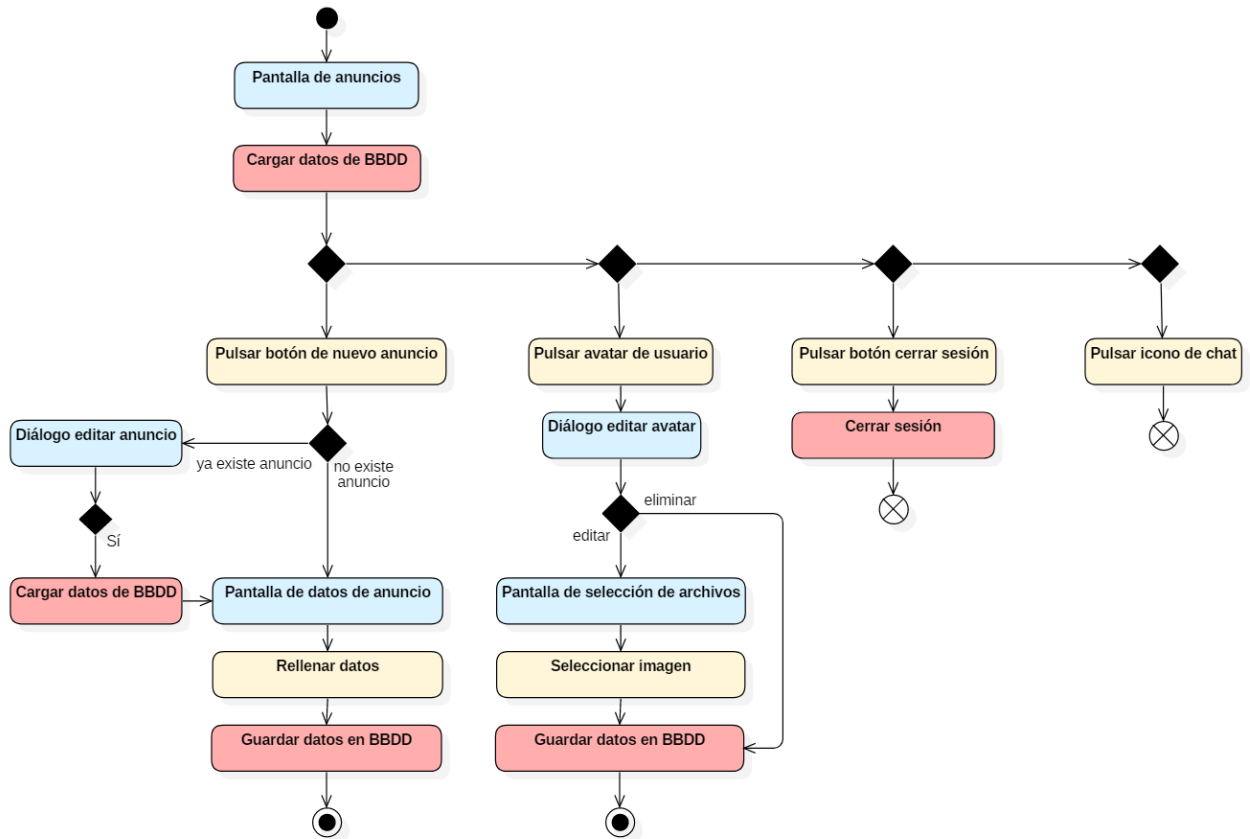 Pantalla de anuncios
Cargar datos de BBDD
Pulsar botón de nuevo anuncio
Pulsar avatar de usuario
Pulsar botón cerrar sesión
Pulsar icono de chat
Diálogo editar anuncio
ya existe anuncio
no existe
anuncio
Diálogo editar avatar
Cerrar sesión
eliminar
editar
Sí
Cargar datos de BBDD
Pantalla de datos de anuncio
Pantalla de selección de archivos
Rellenar datos
Seleccionar imagen
Guardar datos en BBDD
Guardar datos en BBDD